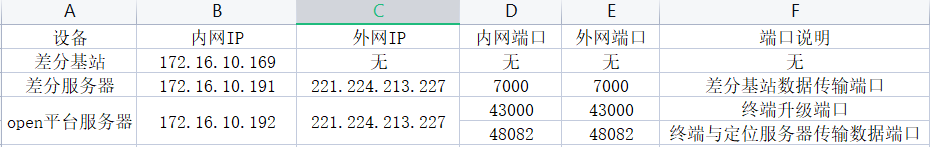 A B C D E F
设备 内网IP 外网IP 内网端口 外网端口 端口说明
差分基站 172.16.10.169 无 无 无 无
差分服务器 172.16.10.191 221.224.213.227 7000 7000 差分基站数据传输端口
open平台服务器 172.16.10.192 221.224.213.227 43000 43000 终端升级端口
48082 48082 终端与定位服务器传输数据端口